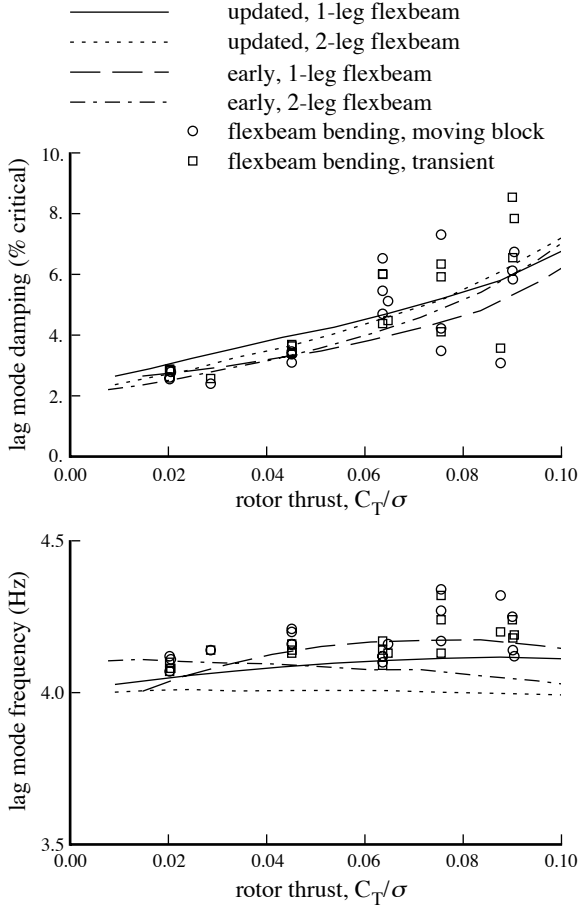 updated, 1-leg flexbeam
updated, 2-leg flexbeam
early, 1-leg flexbeam
early, 2-leg flexbeam
flexbeam bending, moving block
flexbeam bending, transient
lag mode damping (% critical)
10.
8.
6.
4.
2.
0.
0.00 0.02 0.04 0.06 0.08 0.10
rotor thrust, C_T/σ
lag mode frequency (Hz)
4.5
4.0
3.5
0.00 0.02 0.04 0.06 0.08 0.10
rotor thrust, C_T/σ